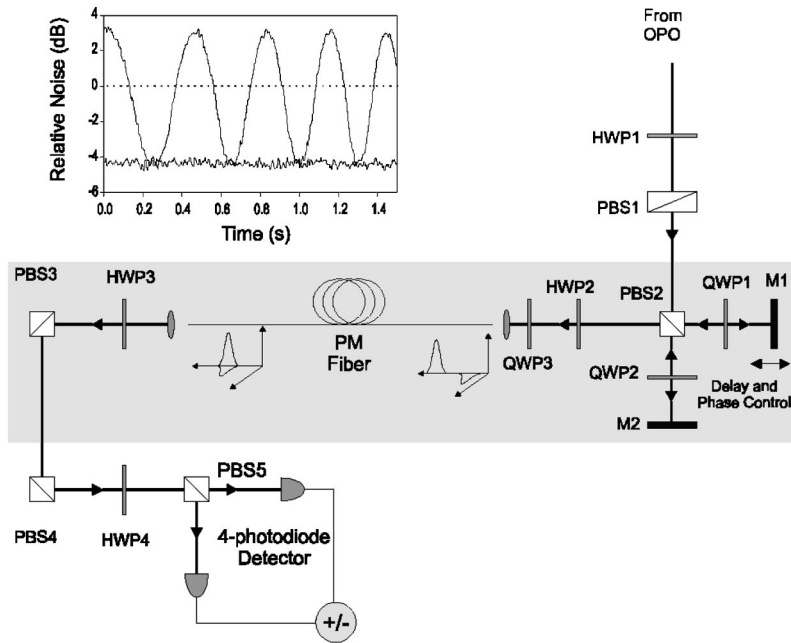 Relative Noise (dB)
4
2
0
-2
-4
-6
0.0 0.2 0.4 0.6 0.8 1.0 1.2 1.4
Time (s)
From
OPO
HWP1
PBS1
PBS3
HWP3
PM
Fiber
HWP2
QWP3
PBS2
QWP1
M1
QWP2
Delay and
Phase Control
M2
PBS4
HWP4
PBS5
4-photodiode
Detector
+/-